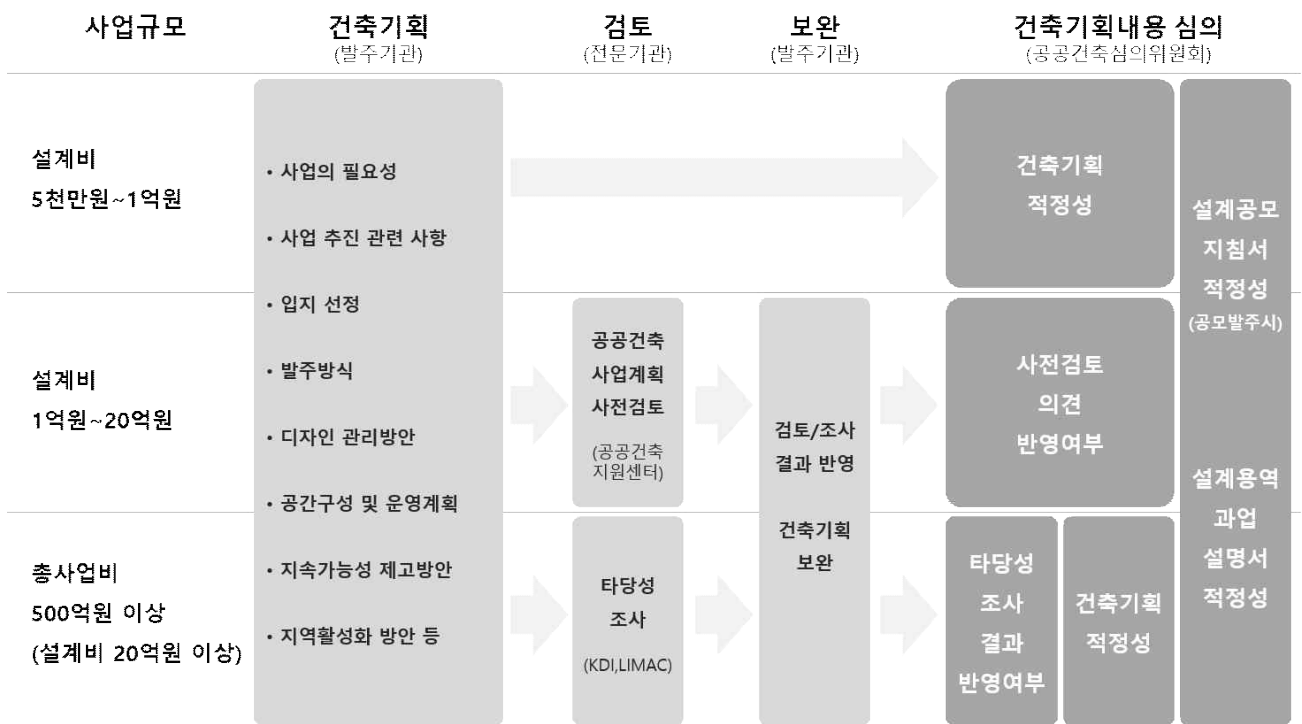 사업규모
건축기획
(발주기관)
검토
(전문기관)
보완
(발주기관)
건축기획내용 심의
(공공건축심의위원회)
설계비
5천만원~1억원
설계비
1억원~20억원
총사업비
500억원 이상
(설계비 20억원 이상)
• 사업의 필요성
• 사업 추진 관련 사항
• 입지 선정
• 발주방식
• 디자인 관리방안
• 공간구성 및 운영계획
• 지속가능성 제고방안
• 지역활성화 방안 등
공공건축
사업계획
사전검토
(공공건축
지원센터)
타당성
조사
(KDI,LIMAC)
검토/조사
결과 반영
건축기획
보완
건축기획
적정성
사전검토
의견
반영여부
타당성
조사
결과
반영여부
건축기획
적정성
설계공모
지침서
적정성
(공모발주시)
설계용역
과업
설명서
적정성